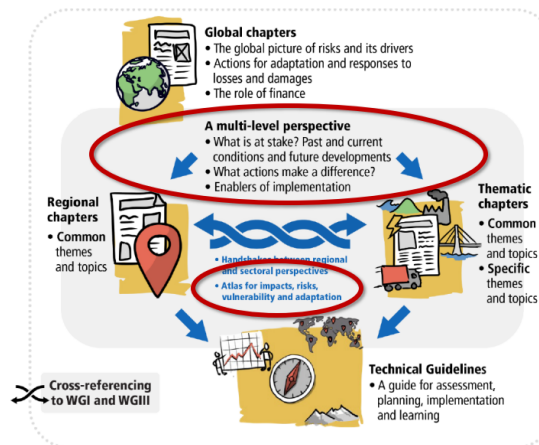 Global chapters
• The global picture of risks and its drivers
• Actions for adaptation and responses to
losses and damages
• The role of finance
A multi-level perspective
• What is at stake? Past and current
conditions and future developments
• What actions make a difference?
• Enablers of implementation
Regional
chapters
• Common
themes
and topics
Thematic
chapters
• Common
themes
and topics
• Specific
themes
and topics
• Handshakes between regional
and sectoral perspectives
• Atlas for impacts, risks,
vulnerability and adaptation
Technical Guidelines
• A guide for assessment,
planning, implementation
and learning
Cross-referencing
to WGI and WGIII